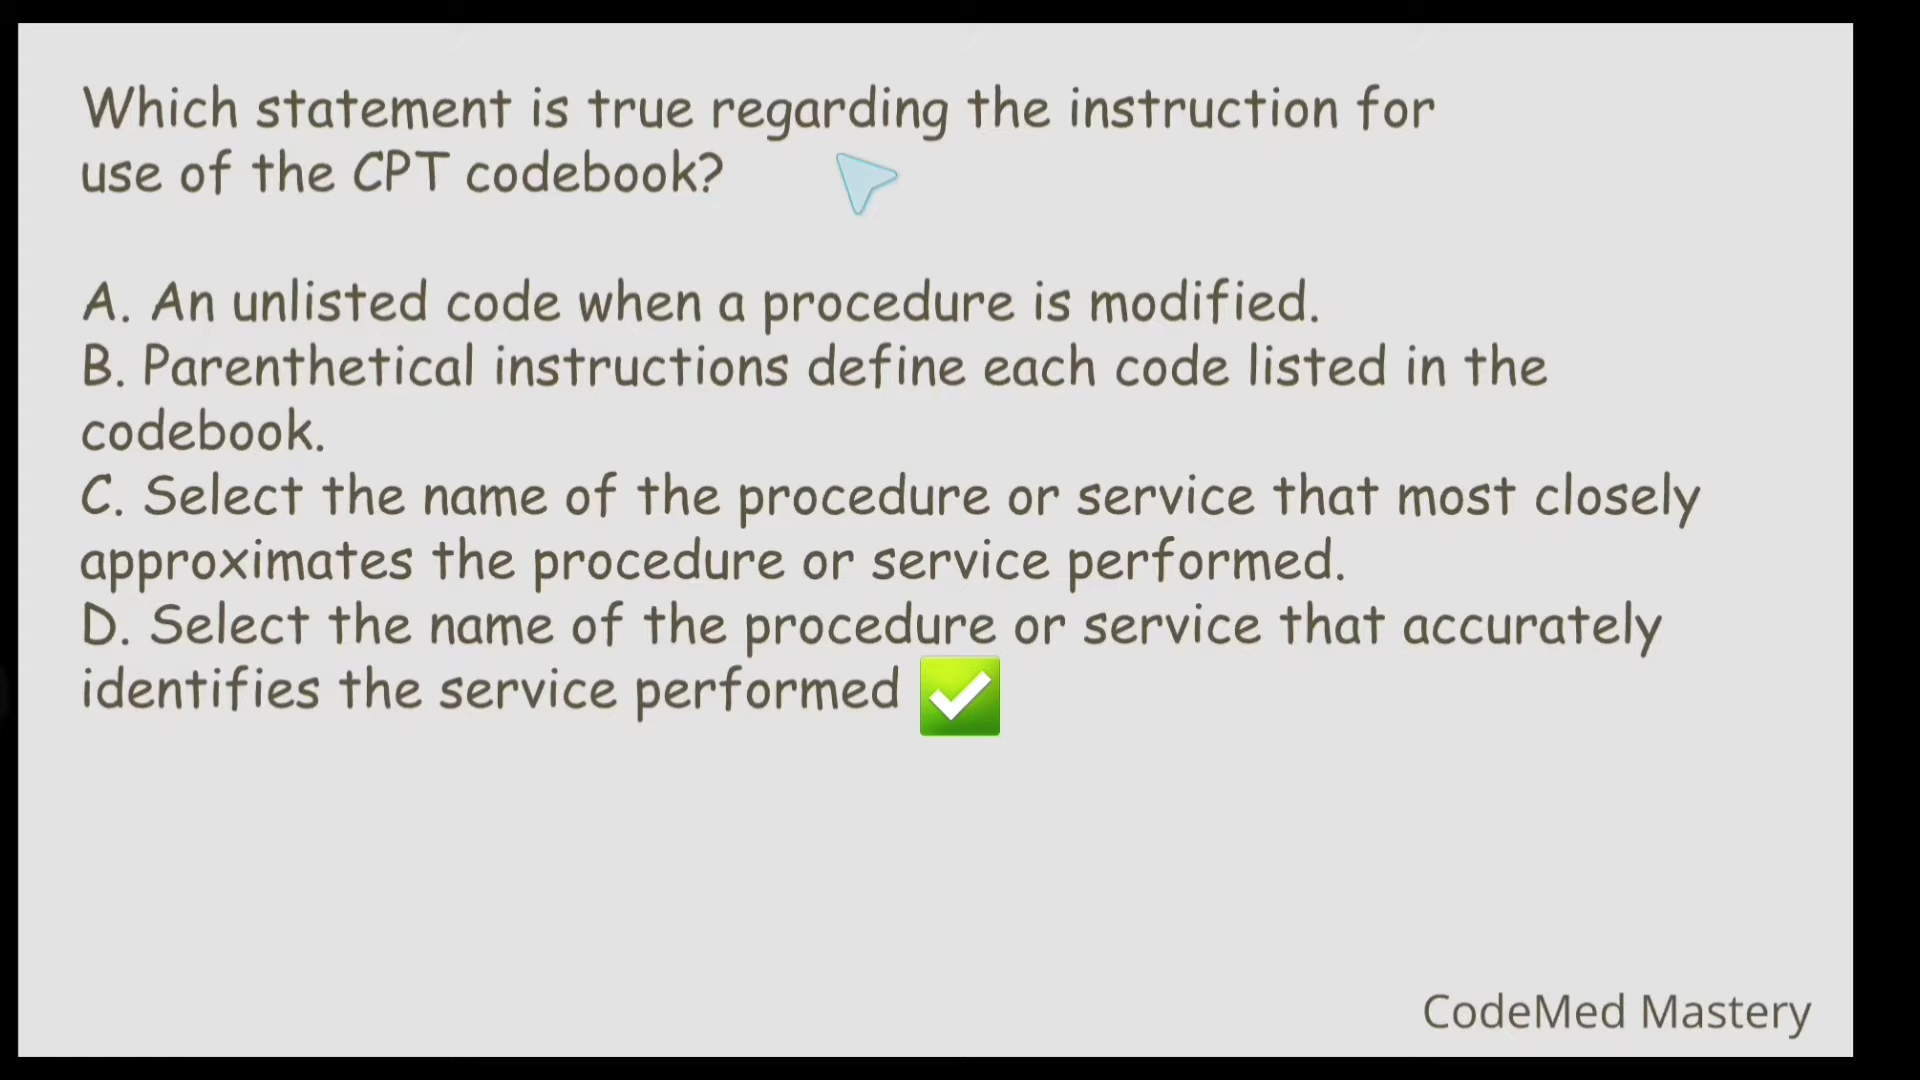 Which statement is true regarding the instruction for
use of the CPT codebook?
A. An unlisted code when a procedure is modified.
B. Parenthetical instructions define each code listed in the
codebook.
C. Select the name of the procedure or service that most closely
approximates the procedure or service performed.
D. Select the name of the procedure or service that accurately
identifies the service performed ✅
CodeMed Mastery